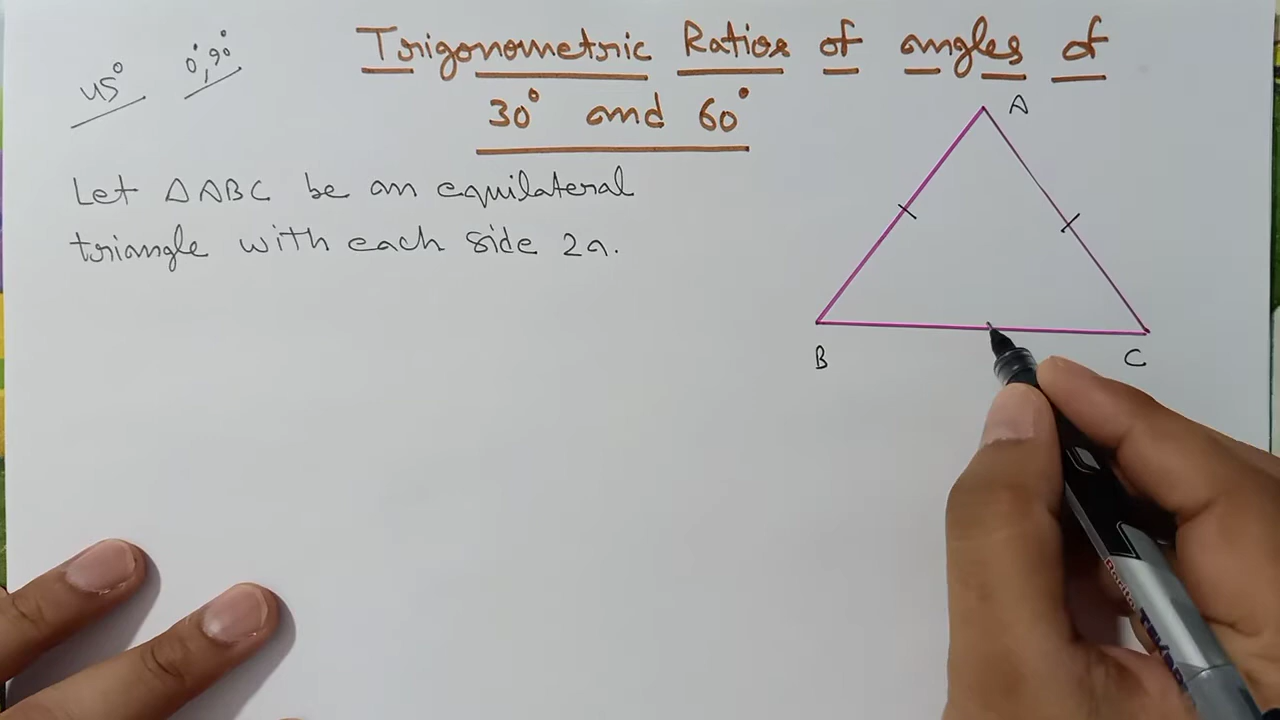 45°
0°, 90°
Trigonometric Ratios of angles of
30° and 60°
Let △ABC be an equilateral
triangle with each side 2a.
A
B
C